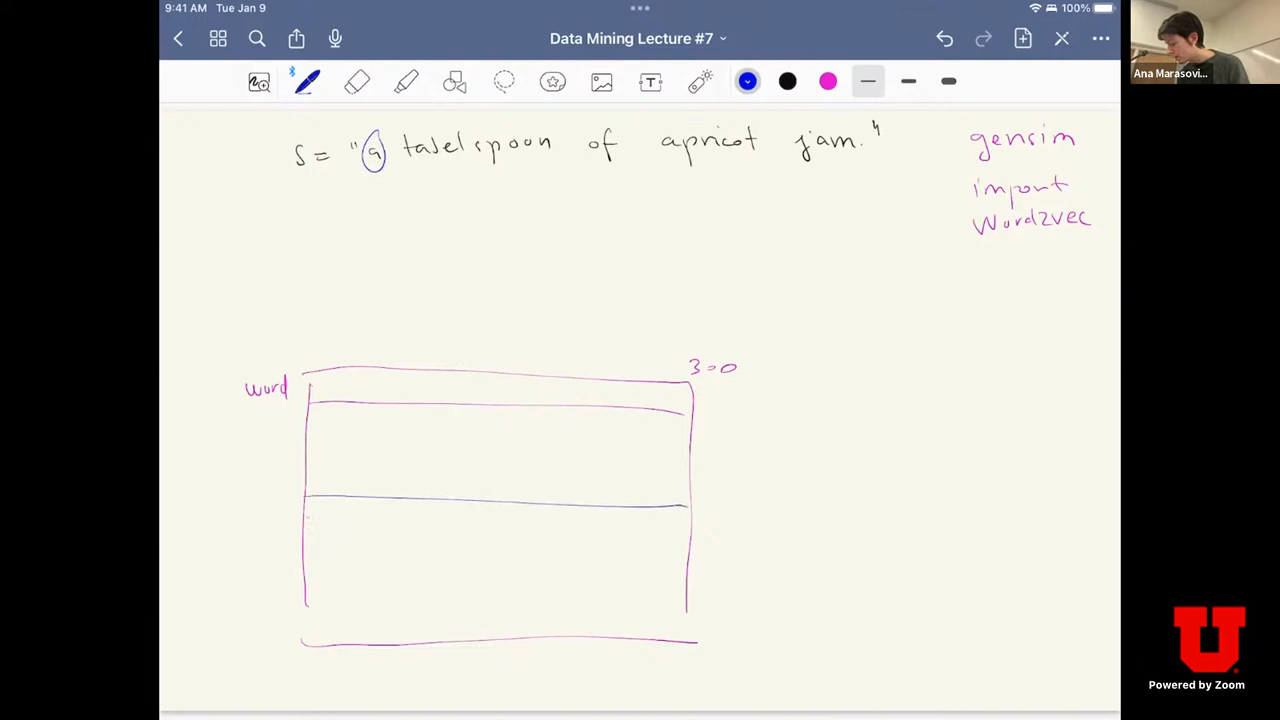 9:41 AM Tue Jan 9
100%
Data Mining Lecture #7
Ana Marasovi...
T
S = "a tabelspoon of apricot jam."
gensim
import
Word2vec
300
word
U
Powered by Zoom